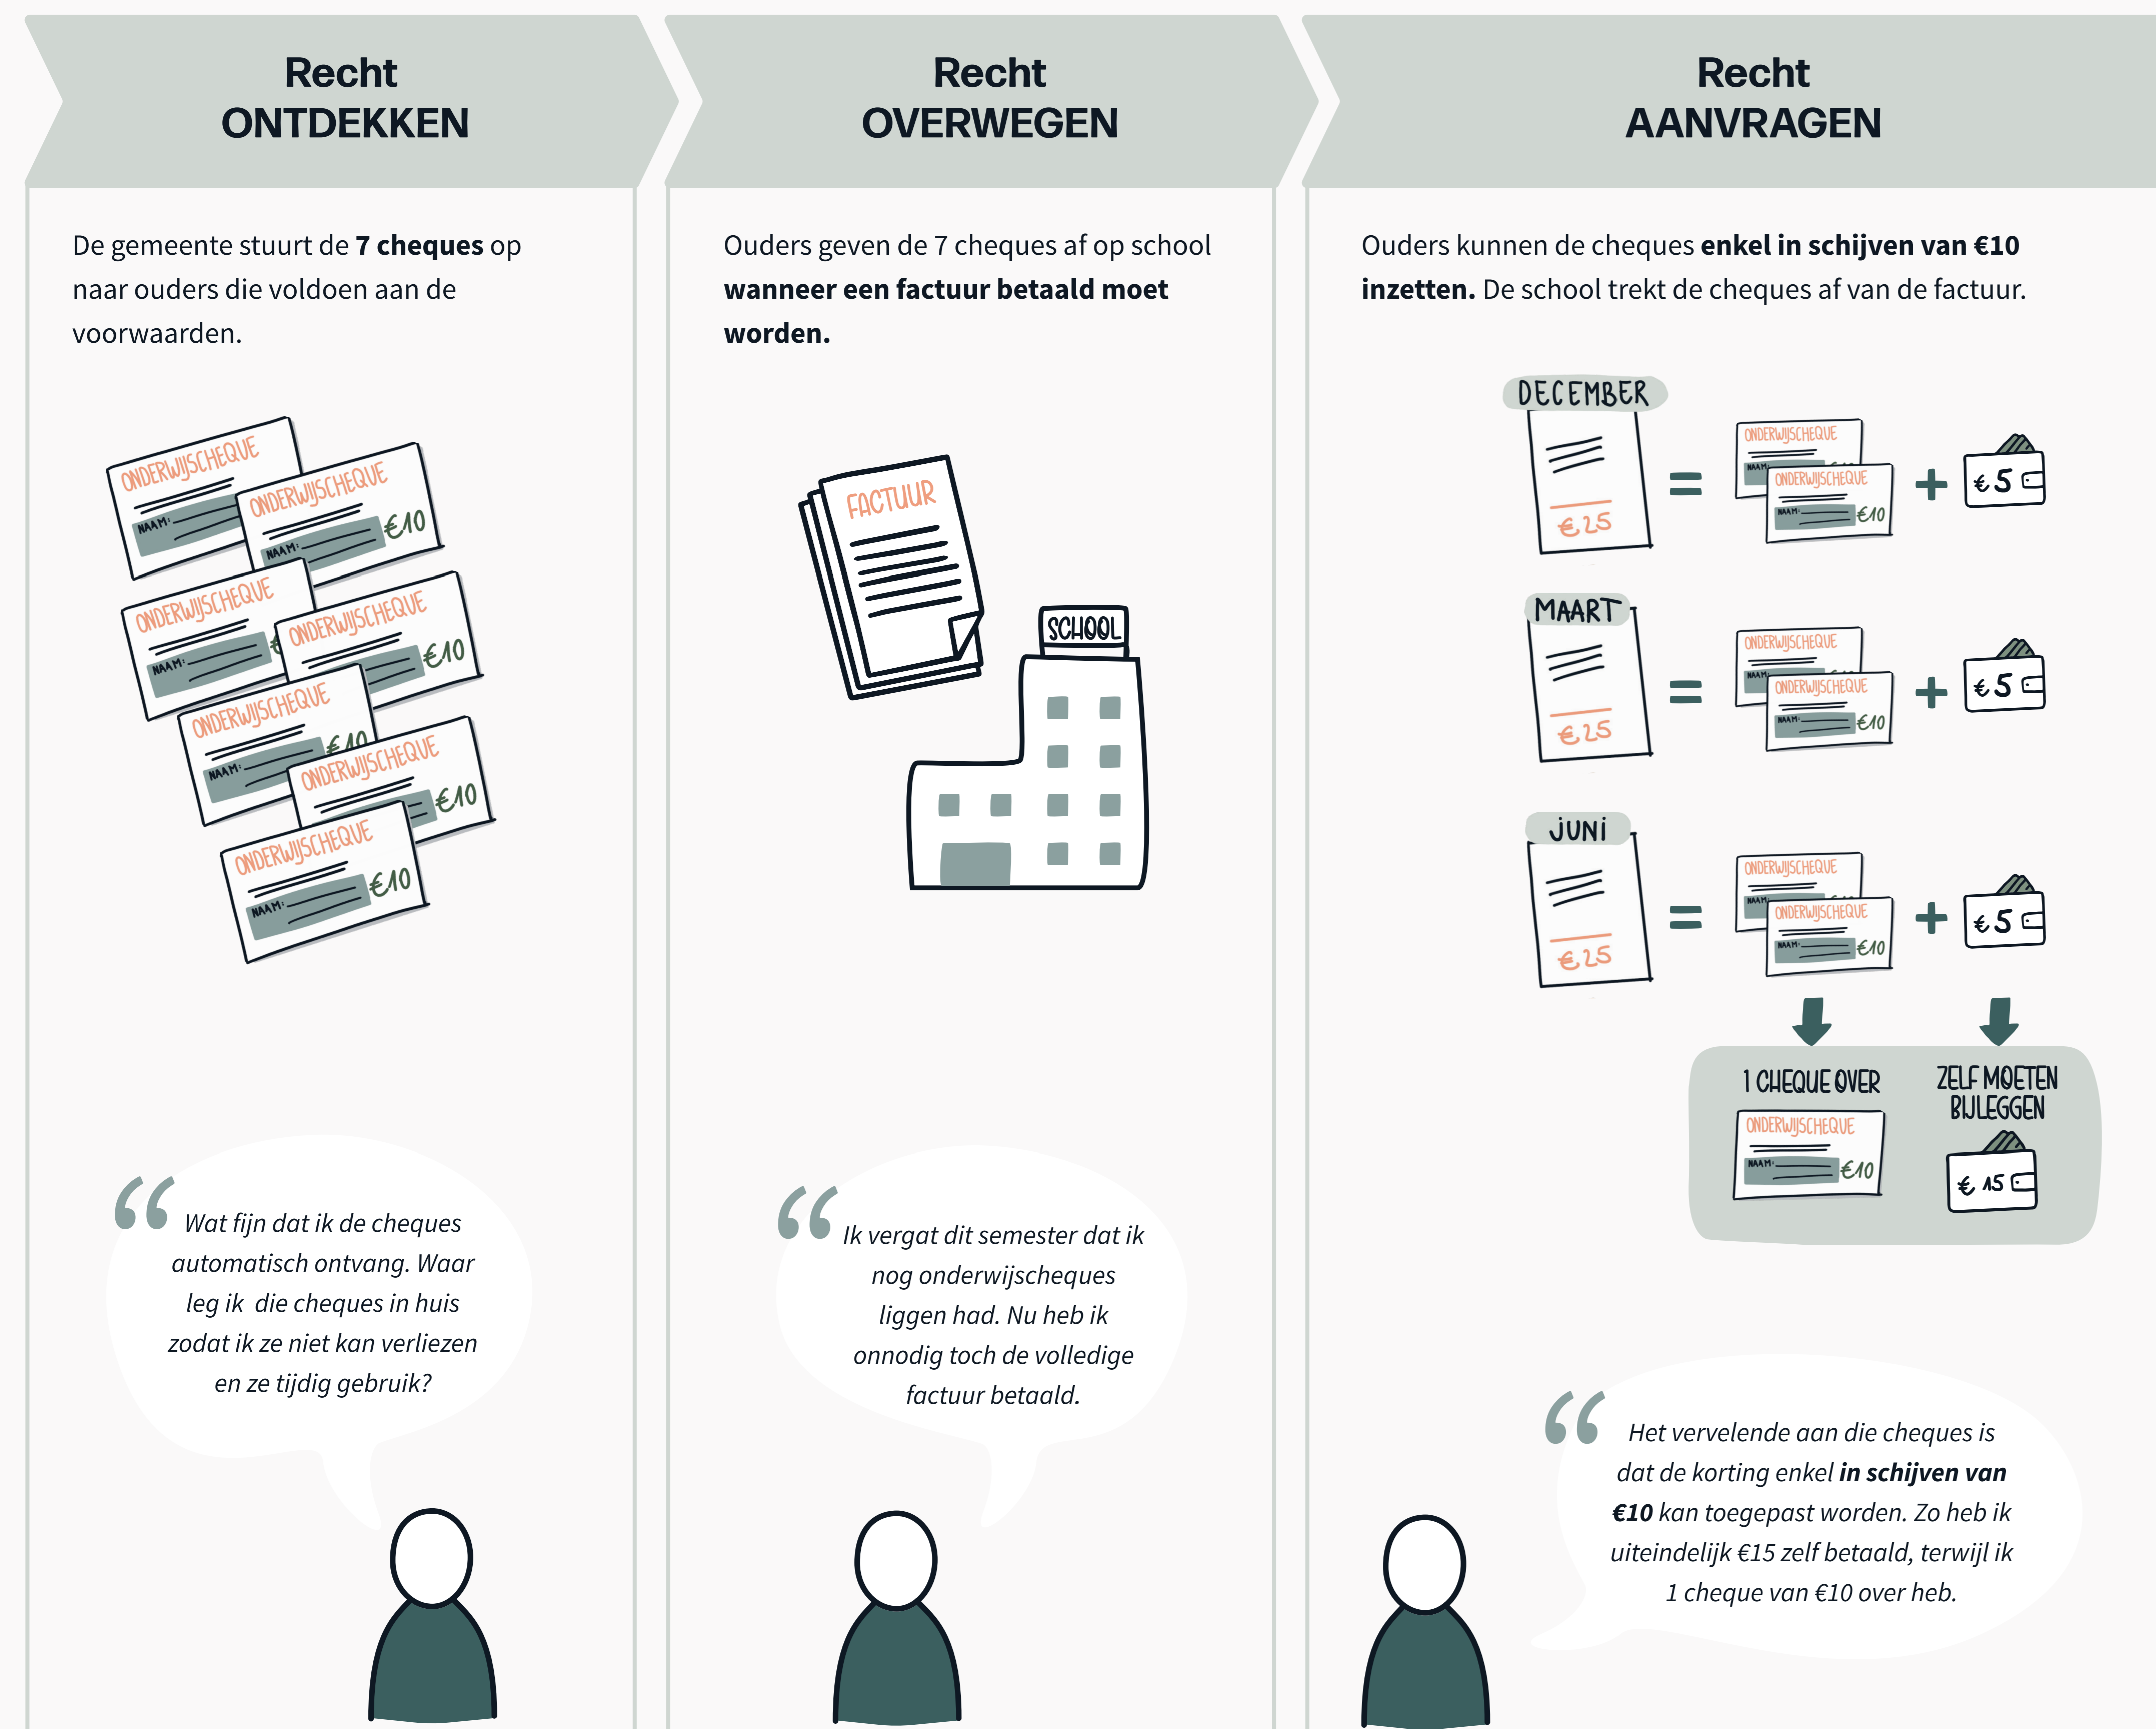 Recht
ONTDEKKEN
De gemeente stuurt de 7 cheques op
naar ouders die voldoen aan de
voorwaarden.
ONDERWIJSCHEQUE
NAAM:
ONDERWIJSCHEQUE
NAAM:
€10
ONDERWIJSCHEQUE
NAAM:
€
ONDERWIJSCHEQUE
€10
ONDERWIJSCHEQUE
NAAM:
€10
ONDERWIJSCHEQUE
€10
ONDERWIJSCHEQUE
NAAM:
€10
“
Wat fijn dat ik de cheques
automatisch ontvang. Waar
leg ik die cheques in huis
zodat ik ze niet kan verliezen
en ze tijdig gebruik?
Recht
OVERWEGEN
Ouders geven de 7 cheques af op school
wanneer een factuur betaald moet
worden.
FACTUUR
SCHOOL
“
Ik vergat dit semester dat ik
nog onderwijscheques
liggen had. Nu heb ik
onnodig toch de volledige
factuur betaald.
Recht
AANVRAGEN
Ouders kunnen de cheques enkel in schijven van €10
inzetten. De school trekt de cheques af van de factuur.
DECEMBER
€25
=
ONDERWIJSCHEQUE
NAAM:
ONDERWIJSCHEQUE
NAAM:
€10
+
€5
MAART
€25
=
ONDERWIJSCHEQUE
NAAM:
ONDERWIJSCHEQUE
NAAM:
€10
+
€5
JUNI
€25
=
ONDERWIJSCHEQUE
NAAM:
ONDERWIJSCHEQUE
NAAM:
€10
+
€5
1 CHEQUE OVER
ONDERWIJSCHEQUE
NAAM:
€10
ZELF MOETEN
BIJLEGGEN
€ 15
“
Het vervelende aan die cheques is
dat de korting enkel in schijven van
€10 kan toegepast worden. Zo heb ik
uiteindelijk €15 zelf betaald, terwijl ik
1 cheque van €10 over heb.